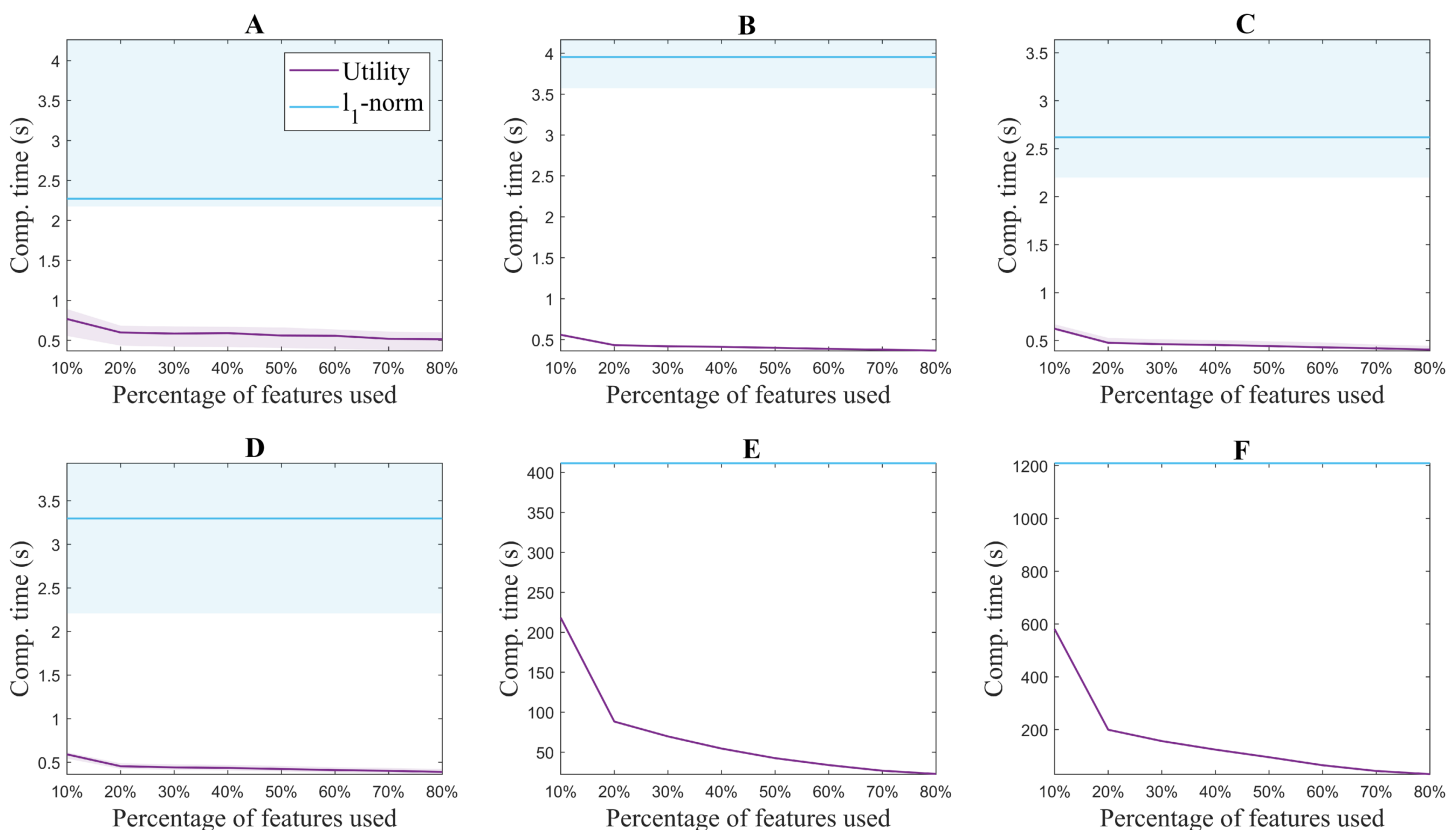 A
4
3.5
3
2.5
2
1.5
1
0.5
Comp. time (s)
Utility
l1-norm
10% 20% 30% 40% 50% 60% 70% 80%
Percentage of features used
B
4
3.5
3
2.5
2
1.5
1
0.5
Comp. time (s)
10% 20% 30% 40% 50% 60% 70% 80%
Percentage of features used
C
3.5
3
2.5
2
1.5
1
0.5
Comp. time (s)
10% 20% 30% 40% 50% 60% 70% 80%
Percentage of features used
D
3.5
3
2.5
2
1.5
1
0.5
Comp. time (s)
10% 20% 30% 40% 50% 60% 70% 80%
Percentage of features used
E
400
350
300
250
200
150
100
50
Comp. time (s)
10% 20% 30% 40% 50% 60% 70% 80%
Percentage of features used
F
1200
1000
800
600
400
200
Comp. time (s)
10% 20% 30% 40% 50% 60% 70% 80%
Percentage of features used